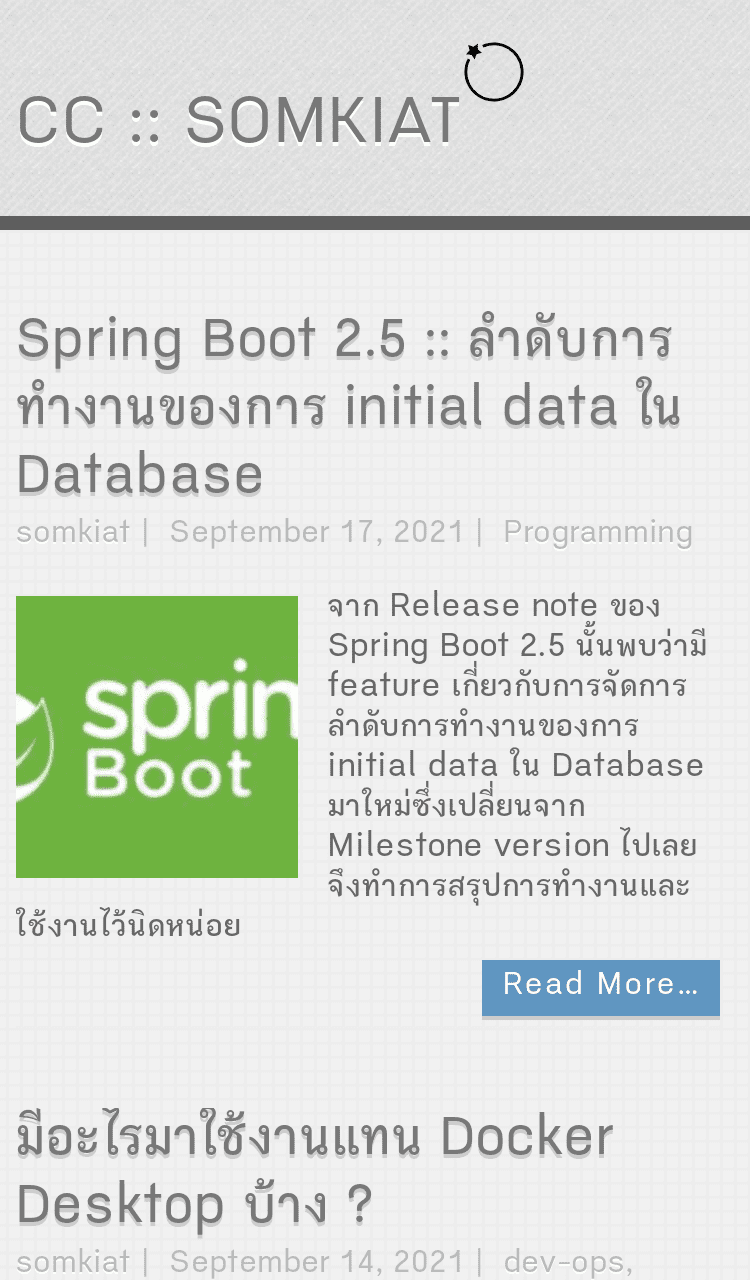 CC :: SOMKIAT
Spring Boot 2.5 :: ลำดับการ
ทำงานของการ initial data ใน
Database
somkiat | September 17, 2021 | Programming
จาก Release note ของ
Spring Boot 2.5 นั้นพบว่ามี
feature เกี่ยวกับการจัดการ
ลำดับการทำงานของการ
initial data ใน Database
มาใหม่ซึ่งเปลี่ยนจาก
Milestone version ไปเลย
จึงทำการสรุปการทำงานและ
ใช้งานไว้นิดหน่อย
sprin
Boot
Read More...
มีอะไรมาใช้งานแทน Docker
Desktop บ้าง ?
somkiat | September 14, 2021 | dev-ops,